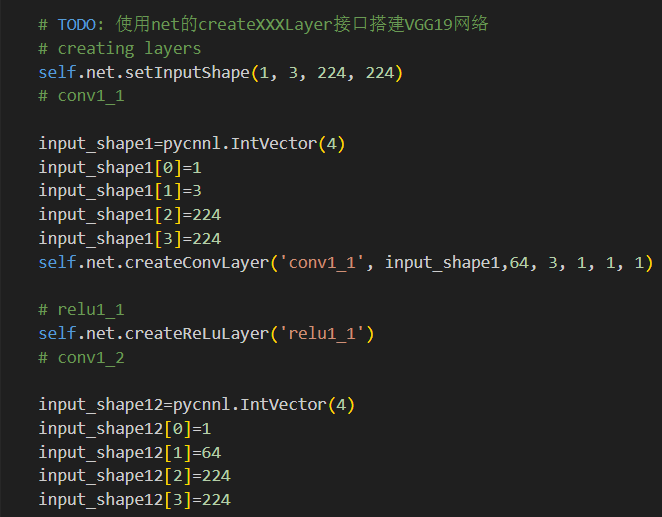 # TODO: 使用net的createXXXLayer接口搭建VGG19网络
# creating layers
self.net.setInputShape(1, 3, 224, 224)
# conv1_1
input_shape1=pycnnl.IntVector(4)
input_shape1[0]=1
input_shape1[1]=3
input_shape1[2]=224
input_shape1[3]=224
self.net.createConvLayer('conv1_1', input_shape1,64, 3, 1, 1, 1)
# relu1_1
self.net.createReLuLayer('relu1_1')
# conv1_2
input_shape12=pycnnl.IntVector(4)
input_shape12[0]=1
input_shape12[1]=64
input_shape12[2]=224
input_shape12[3]=224